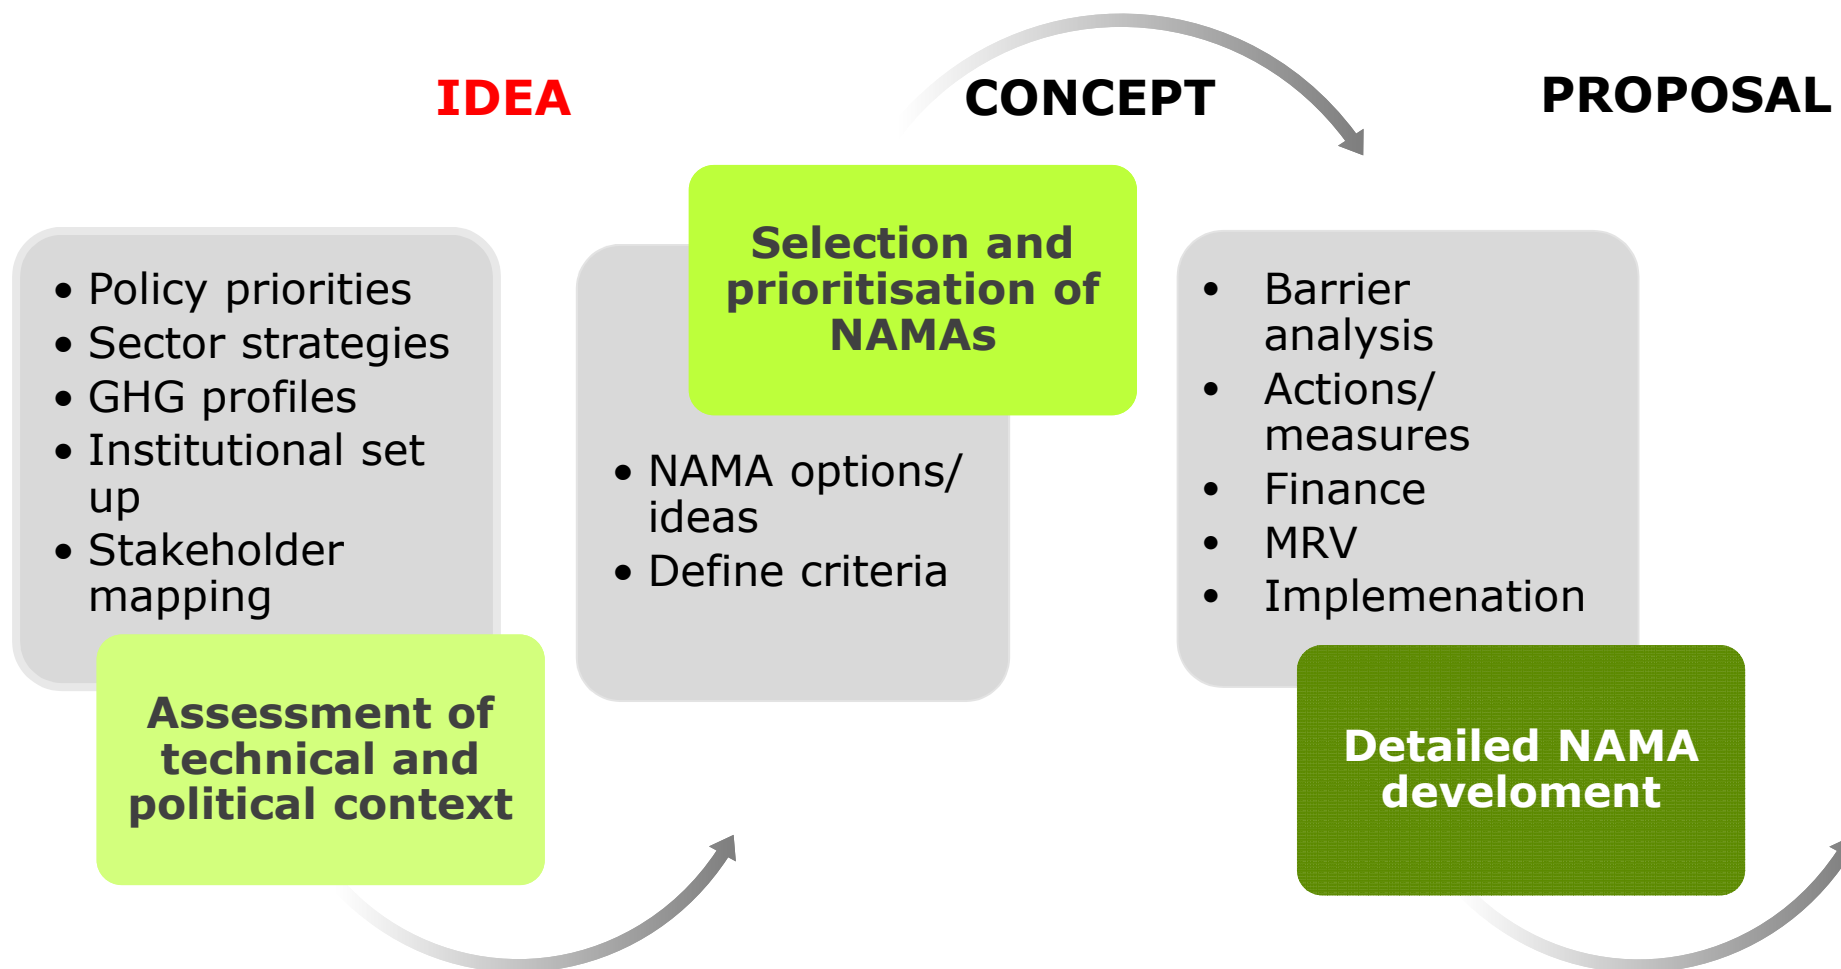 IDEA
CONCEPT
PROPOSAL
• Policy priorities
• Sector strategies
• GHG profiles
• Institutional set
up
• Stakeholder
mapping
Assessment of
technical and
political context
Selection and
prioritisation of
NAMAs
• NAMA options/
ideas
• Define criteria
• Barrier
analysis
• Actions/
measures
• Finance
• MRV
• Implemenation
Detailed NAMA
develoment